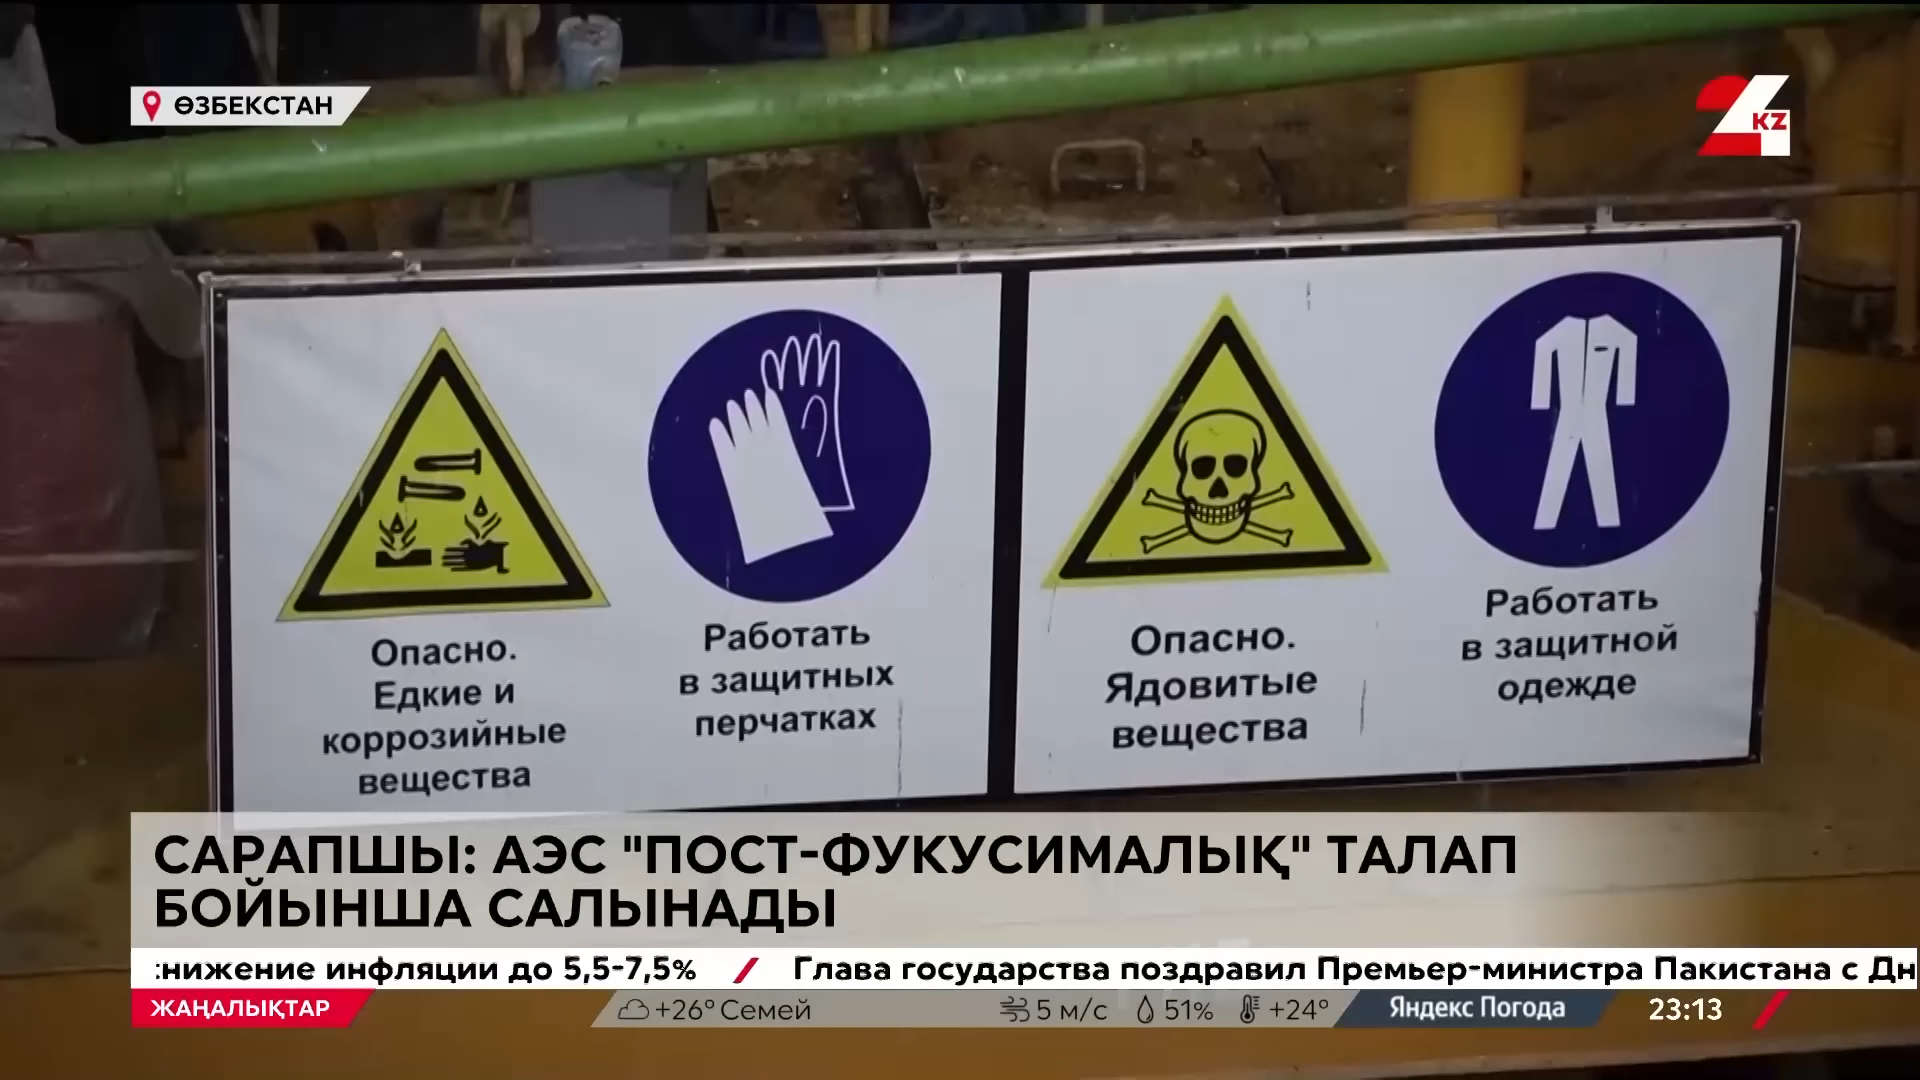 ӨЗБЕКСТАН
24KZ
Опасно.
Едкие и
коррозийные
вещества
Работать
в защитных
перчатках
Опасно.
Ядовитые
вещества
Работать
в защитной
одежде
САРАПШЫ: АЭС "ПОСТ-ФУКУСИМАЛЫҚ" ТАЛАП
БОЙЫНША САЛЫНАДЫ
снижение инфляции до 5,5-7,5% / Глава государства поздравил Премьер-министра Пакистана с Дн
ЖАҢАЛЫҚТАР
+26° Семей 5 м/с 51% +24° Яндекс Погода 23:13